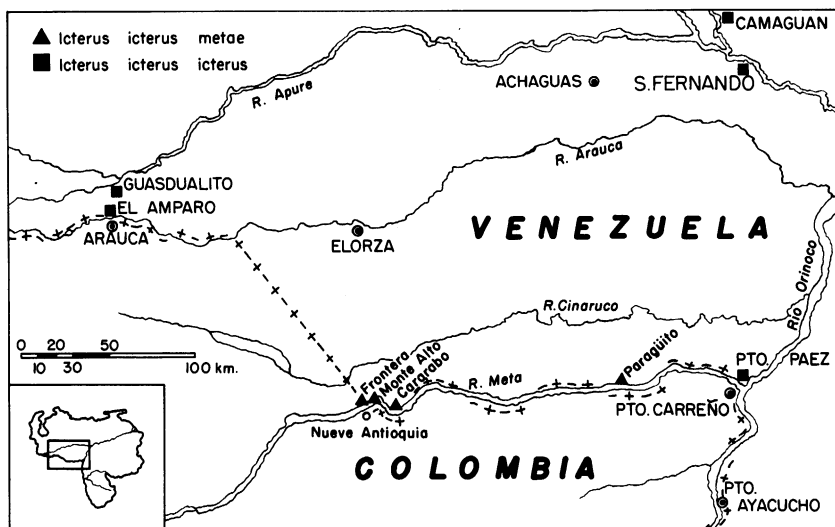 Icterus icterus metae
Icterus icterus icterus
CAMAGUAN
S.FERNANDO
ACHAGUAS
R. Apure
R. Arauca
GUASDUALITO
EL AMPARO
ARAUCA
ELORZA
VENEZUELA
Rio Orinoco
R.Cinaruco
0 20 50
10 30 100 km.
Frontera
Monte Alto
Cararabo
R. Meta
Paragüito
PTO. PAEZ
PTO. CARREÑO
Nueve Antioquia
COLOMBIA
PTO.
AYACUCHO